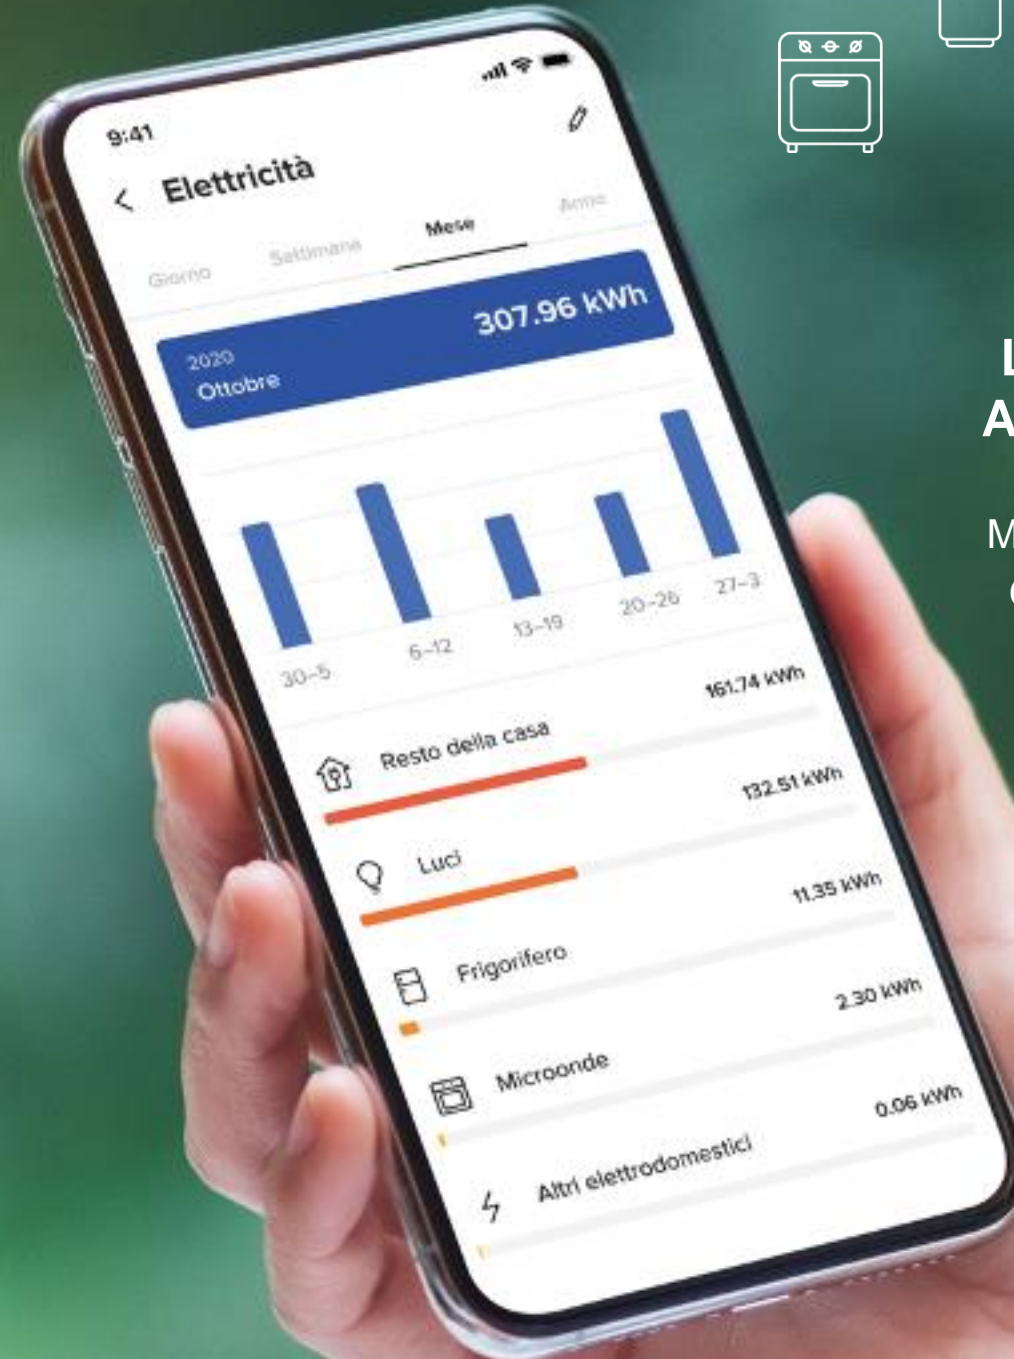 9:41
Elettricità
Giorno Settimana Mese Anno
2020
307.96 kWh
Ottobre
30–5 6–12 13–19 20–26 27–3
Resto della casa 161.74 kWh
Luci 132.51 kWh
Frigorifero 11.35 kWh
Microonde 2.30 kWh
Altri elettrodomestici 0.06 kWh
L
A
M